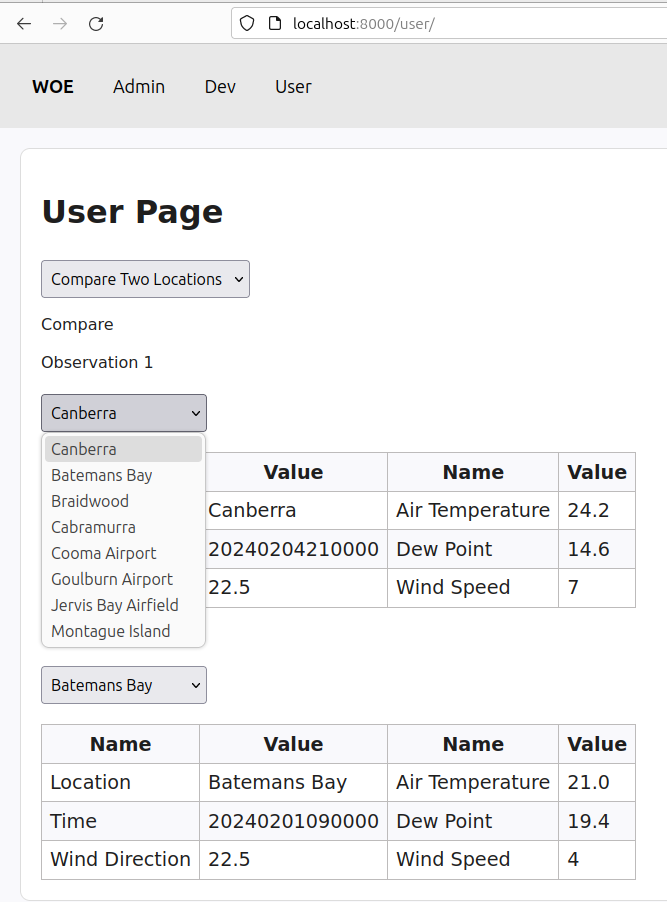 localhost:8000/user/
WOE Admin Dev User
User Page
Compare Two Locations
Compare
Observation 1
Canberra
Canberra
Batemans Bay
Braidwood
Cabramurra
Cooma Airport
Goulburn Airport
Jervis Bay Airfield
Montague Island
Value Name Value
Canberra Air Temperature 24.2
20240204210000 Dew Point 14.6
22.5 Wind Speed 7
Batemans Bay
Name Value Name Value
Location Batemans Bay Air Temperature 21.0
Time 20240201090000 Dew Point 19.4
Wind Direction 22.5 Wind Speed 4